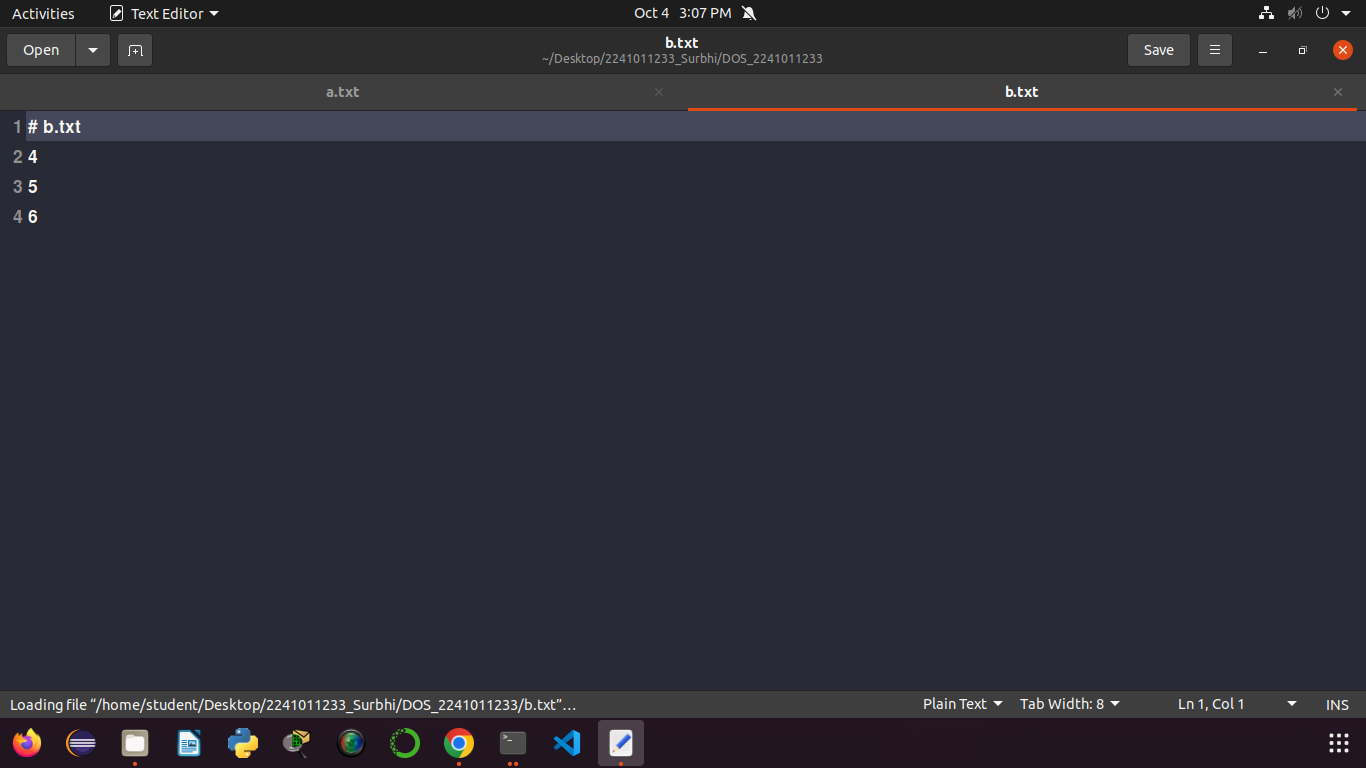 Activities Text Editor Oct 4 3:07 PM
Open b.txt Save
~/Desktop/2241011233_Surbhi/DOS_2241011233
a.txt b.txt
1 # b.txt
2 4
3 5
4 6
Loading file “/home/student/Desktop/2241011233_Surbhi/DOS_2241011233/b.txt”… Plain Text Tab Width: 8 Ln 1, Col 1 INS